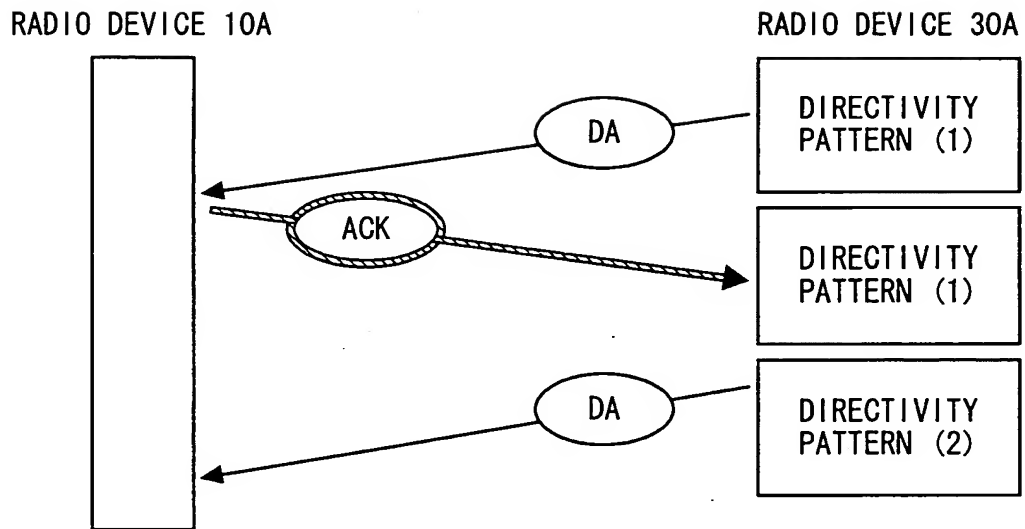 RADIO DEVICE 10A
RADIO DEVICE 30A
DA
DIRECTIVITY
PATTERN (1)
ACK
DIRECTIVITY
PATTERN (1)
DA
DIRECTIVITY
PATTERN (2)